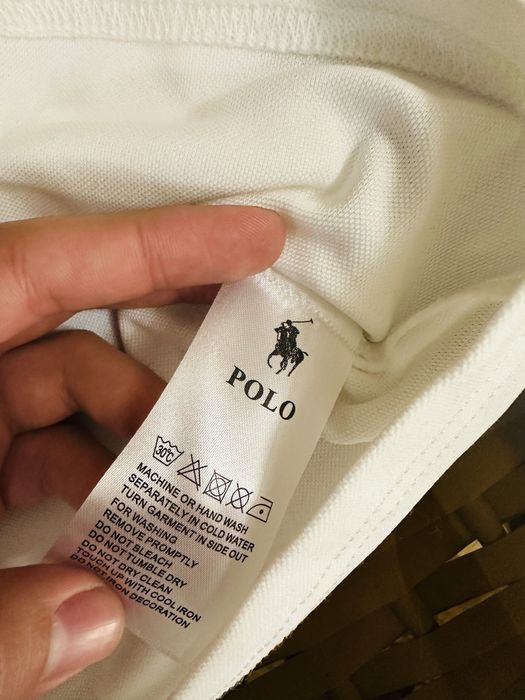 POLO
30°C
MACHINE OR HAND WASH
SEPARATELY IN COLD WATER
TURN GARMENT IN SIDE OUT
FOR WASHING
REMOVE PROMPTLY
DO NOT BLEACH
DO NOT TUMBLE DRY
DO NOT DRY CLEAN
TOUCH UP WITH COOL IRON
DO NOT IRON DECORATION